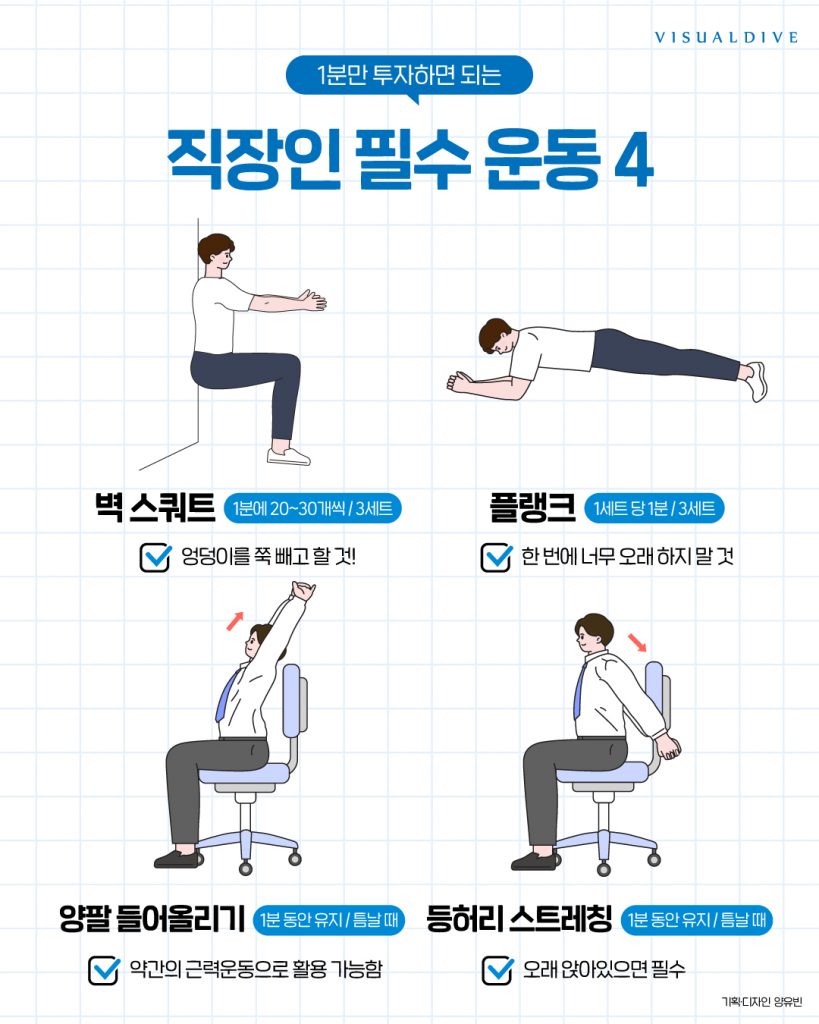 VISUALDIVE
1분만 투자하면 되는
직장인 필수 운동 4
벽 스쿼트 1분에 20~30개씩 / 3세트
엉덩이를 쭉 빼고 할 것!
플랭크 1세트 당 1분 / 3세트
한 번에 너무 오래 하지 말 것
양팔 들어올리기 1분 동안 유지 / 틈날 때
약간의 근력운동으로 활용 가능함
등허리 스트레칭 1분 동안 유지 / 틈날 때
오래 앉아있으면 필수
기획·디자인 양유빈